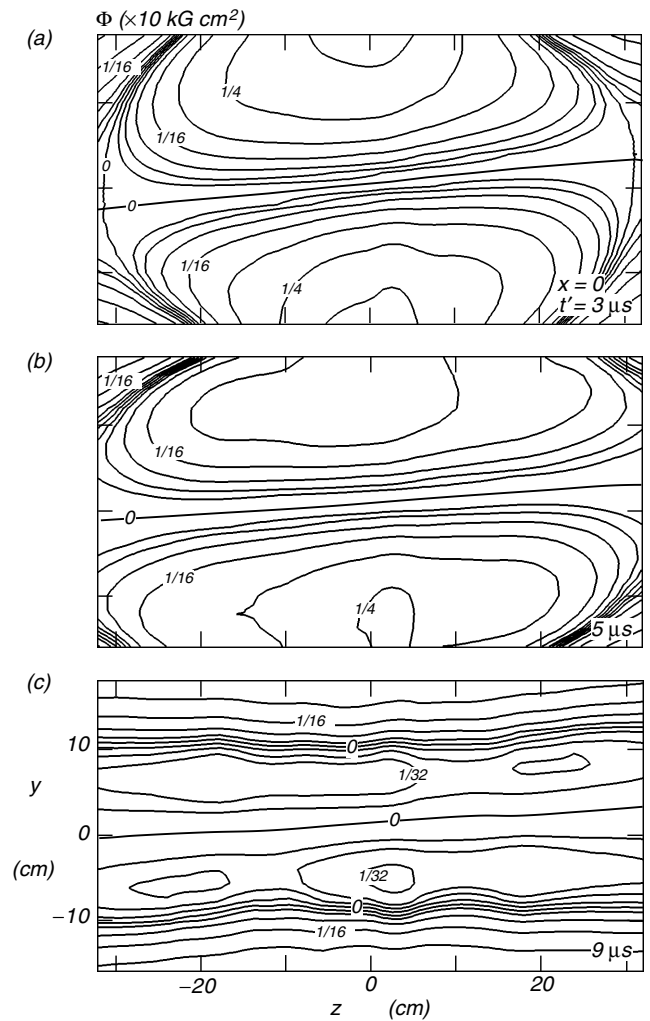 Φ (×10 kG cm²)
(a)
1/16
1/4
1/16
0
0
1/16
1/4
x = 0
t′ = 3 μs
(b)
1/16
1/16
0
1/16
1/4
5 μs
(c)
1/16
10
0
1/32
y
0
0
(cm)
1/32
0
−10
1/16
9 μs
−20
0
20
z (cm)